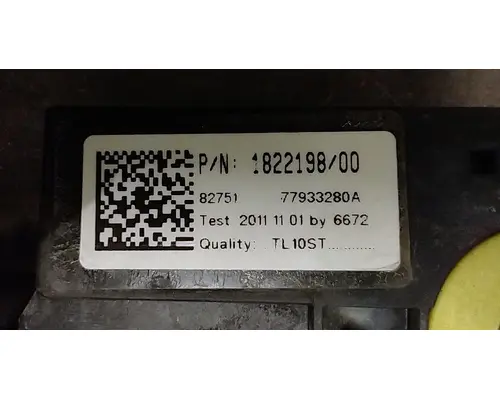 P/N: 1822198/00
82751 77933280A
Test 2011 11 01 by 6672
Quality: TL10ST............